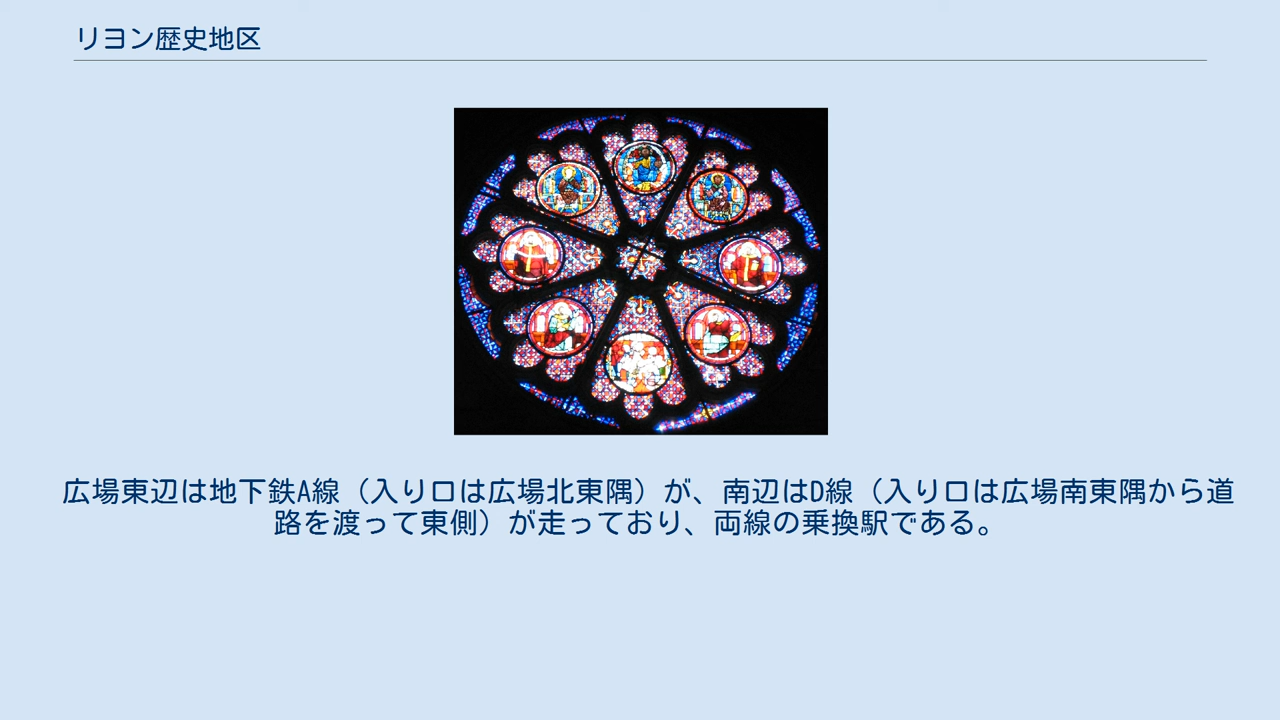 リヨン歴史地区
広場東辺は地下鉄A線（入り口は広場北東隅）が、南辺はD線（入り口は広場南東隅から道
路を渡って東側）が走っており、両線の乗換駅である。